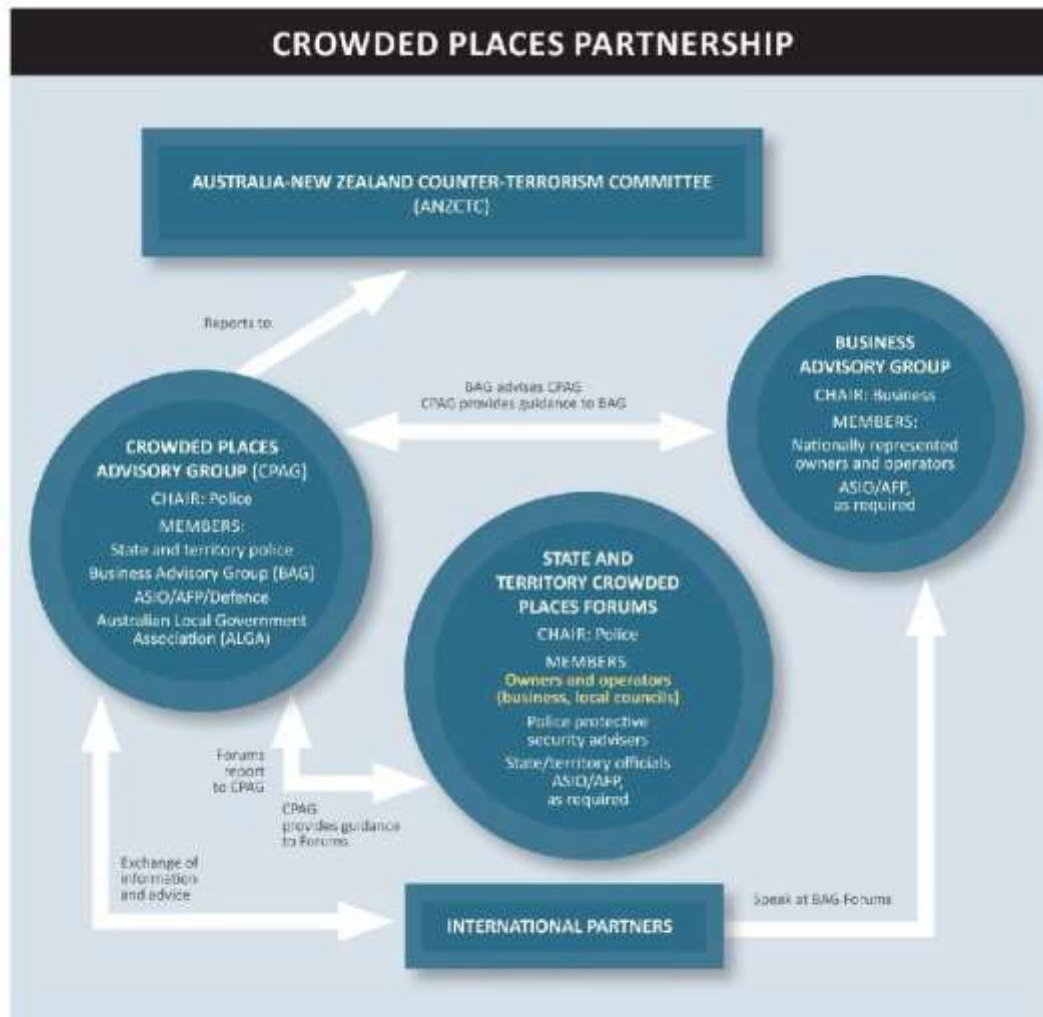 CROWDED PLACES PARTNERSHIP
AUSTRALIA-NEW ZEALAND COUNTER-TERRORISM COMMITTEE
(ANZCTC)
Reports to
BUSINESS
ADVISORY GROUP
CHAIR: Business
MEMBERS:
Nationally represented
owners and operators
ASIO/AFP,
as required
BAG advises CPAG
CPAG provides guidance to BAG
CROWDED PLACES
ADVISORY GROUP (CPAG)
CHAIR: Police
MEMBERS:
State and territory police
Business Advisory Group (BAG)
ASIO/AFP/Defence
Australian Local Government
Association (ALGA)
STATE AND
TERRITORY CROWDED
PLACES FORUMS
CHAIR: Police
MEMBERS
Owners and operators
(business, local councils)
Police protective
security advisers
State/territory officials
ASIO/AFP,
as required
Forums
report
to CPAG
CPAG
provides guidance
to Forums
Exchange of
information
and advice
INTERNATIONAL PARTNERS
Speak at BAG Forums